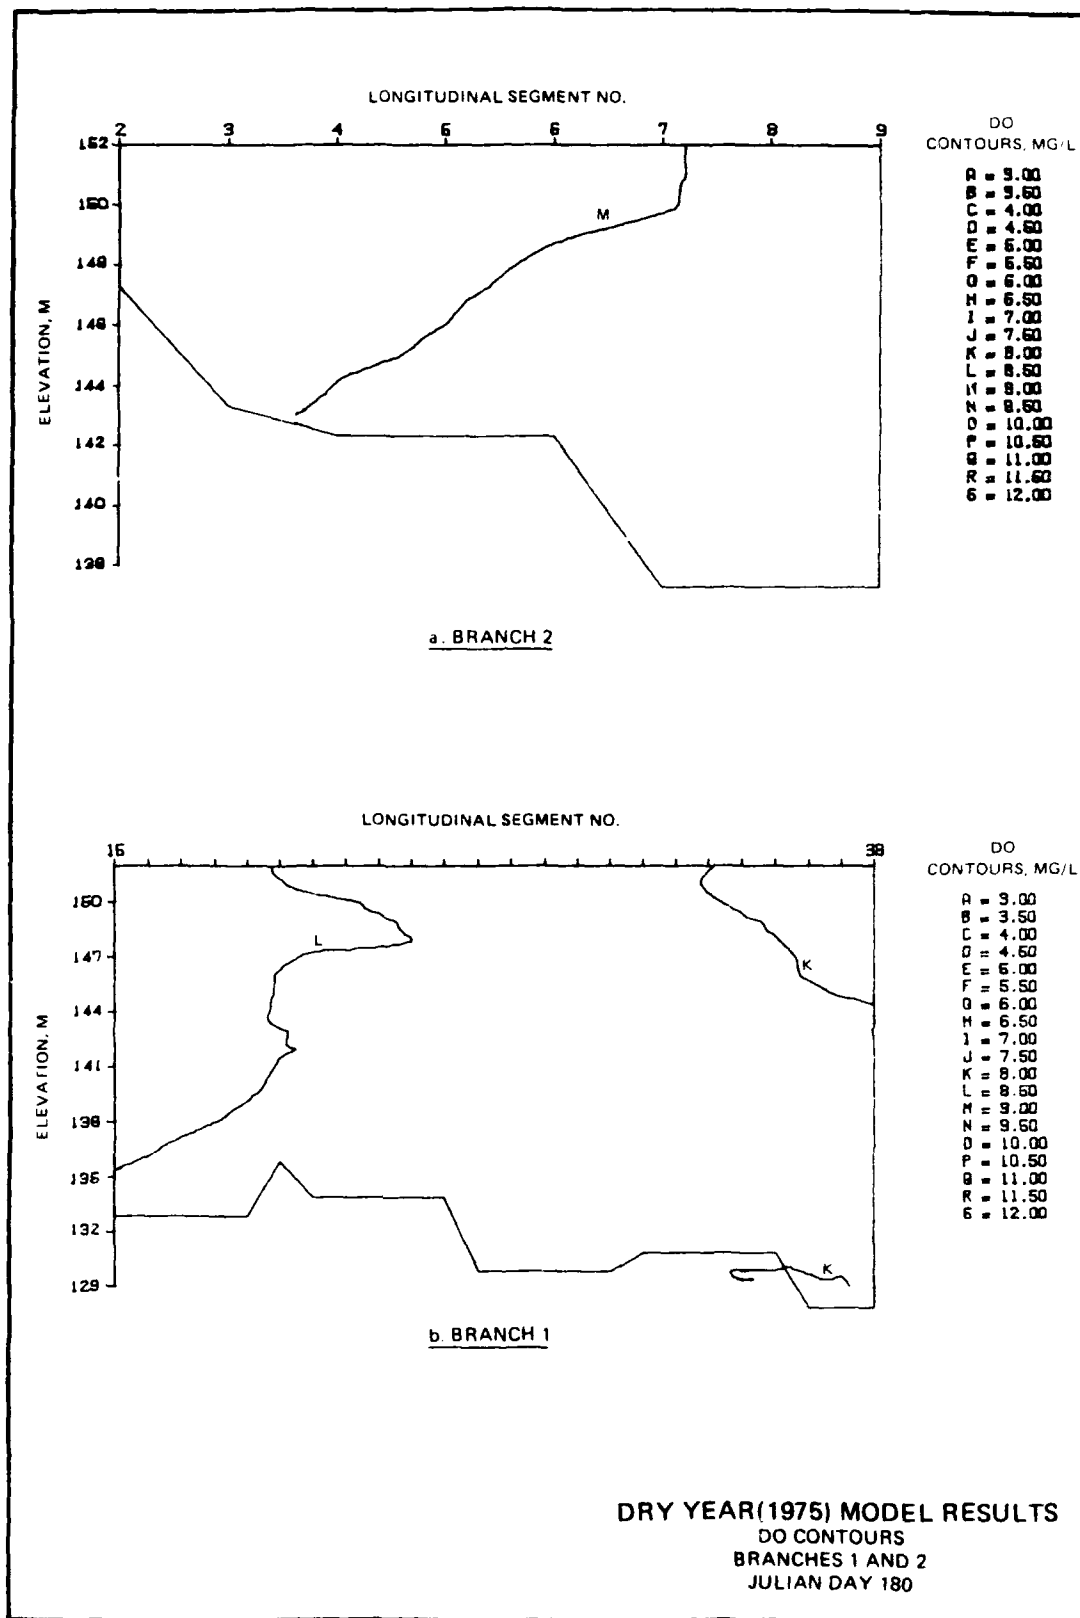 LONGITUDINAL SEGMENT NO.
2 3 4 5 6 7 8 9
152
150
148
146
144
142
140
138
ELEVATION, M
M
DO
CONTOURS, MG/L
A = 3.00
B = 3.50
C = 4.00
D = 4.50
E = 5.00
F = 5.50
G = 6.00
H = 6.50
I = 7.00
J = 7.50
K = 8.00
L = 8.50
M = 9.00
N = 9.50
O = 10.00
P = 10.50
Q = 11.00
R = 11.50
S = 12.00
a. BRANCH 2
LONGITUDINAL SEGMENT NO.
15 38
150
147
144
141
138
135
132
129
ELEVATION, M
L
K
K
DO
CONTOURS, MG/L
A = 3.00
B = 3.50
C = 4.00
D = 4.50
E = 5.00
F = 5.50
G = 6.00
H = 6.50
I = 7.00
J = 7.50
K = 8.00
L = 8.50
M = 9.00
N = 9.50
O = 10.00
P = 10.50
Q = 11.00
R = 11.50
S = 12.00
b. BRANCH 1
DRY YEAR(1975) MODEL RESULTS
DO CONTOURS
BRANCHES 1 AND 2
JULIAN DAY 180